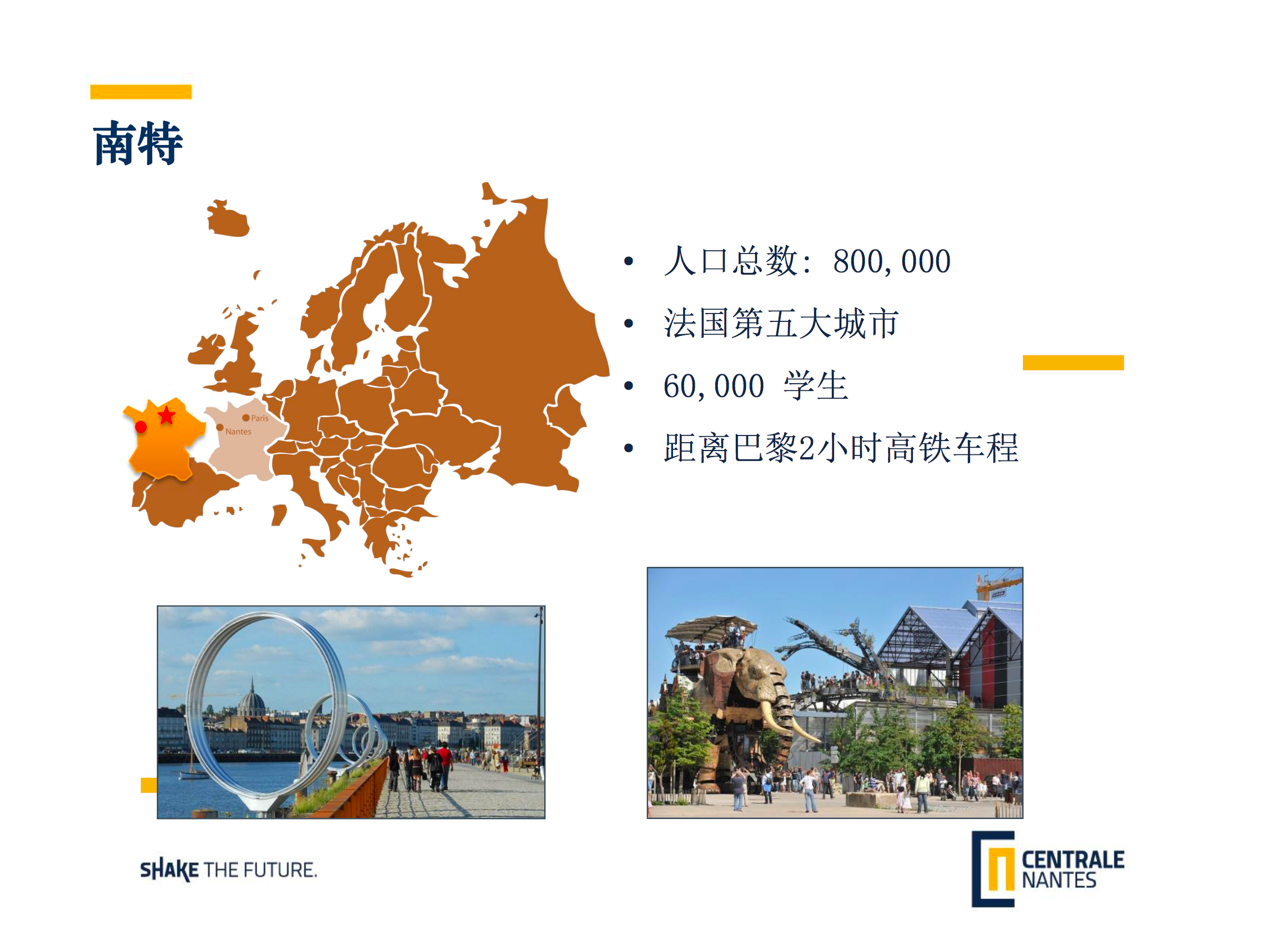 南特
• 人口总数: 800,000
• 法国第五大城市
• 60,000 学生
• 距离巴黎2小时高铁车程
Paris
Nantes
SHAKE THE FUTURE.
CENTRALE
NANTES